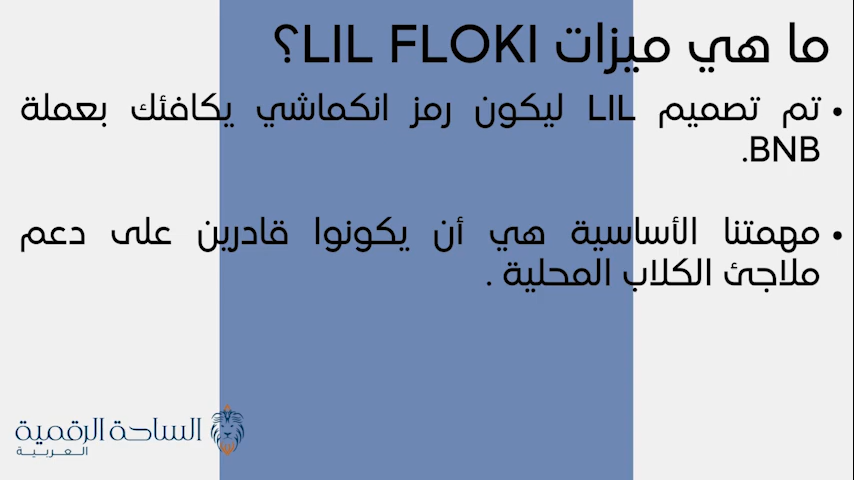 ما هي ميزات LIL FLOKI؟
• تم تصميم LIL ليكون رمز انكماشي يكافئك بعملة
BNB.
• مهمتنا الأساسية هي أن يكونوا قادرين على دعم
ملاجئ الكلاب المحلية .
الساحة الرقمية
العربية